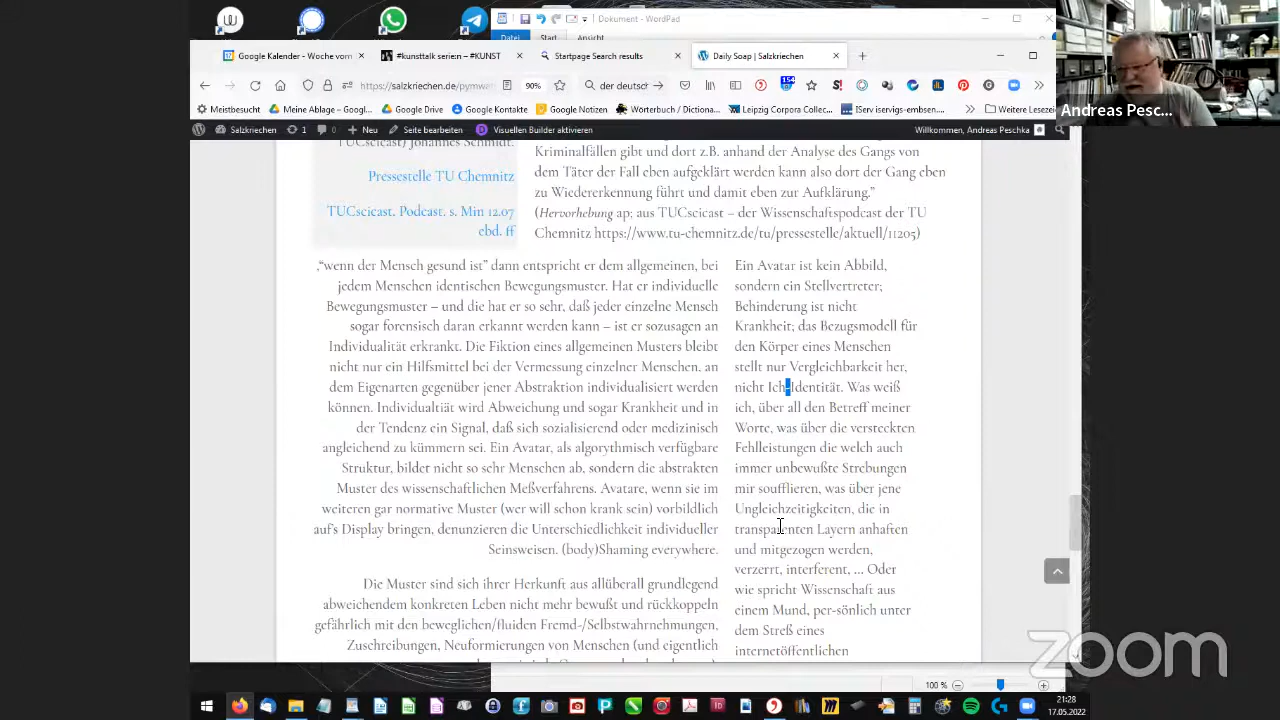 Dokument - WordPad
Datei Start Ansicht
Google Kalender - Woche vom
#kunsttalk seriein – #KUNST
Startpage Search results
Daily Soap | Salzkriechen
https://salzkriechen.de/pymwa
90%
der deutsch
154
Meistbesucht
Meine Ablage – Googl
Google Drive
Google Kontakte
Google Notizen
Wörterbuch / Dictiona...
Leipzig Corpora Collec...
IServ iservigs-embsen....
Weitere Lesezei
Salzkriechen
1
0
Neu
Seite bearbeiten
Visuellen Builder aktivieren
Willkommen, Andreas Peschka
Andreas Pesc...
TUCscicast) Johannes Schmidt.
Pressestelle TU Chemnitz
TUCscicast. Podcast. s. Min 12.07
ebd. ff
Kriminalfällen gibt und dort z.B. anhand der Analyse des Gangs von
dem Täter der Fall eben aufgeklärt werden kann also dort der Gang eben
zu Wiedererkennung führt und damit eben zur Aufklärung.”
(Hervorhebung ap; aus TUCscicast – der Wissenschaftspodcast der TU
Chemnitz https://www.tu-chemnitz.de/tu/pressestelle/aktuell/11205)
‚“wenn der Mensch gesund ist” dann entspricht er dem allgemeinen, bei
jedem Menschen identischen Bewegungsmuster. Hat er individuelle
Bewegungsmuster – und die hat er so sehr, daß jeder einzelne Mensch
sogar forensisch daran erkannt werden kann – ist er sozusagen an
Individualität erkrankt. Die Fiktion eines allgemeinen Musters bleibt
nicht nur ein Hilfsmittel bei der Vermessung einzelner Menschen. an
dem Eigenarten gegenüber jener Abstraktion individualisiert werden
können. Individualtiät wird Abweichung und sogar Krankheit und in
der Tendenz ein Signal, daß sich sozialisierend oder medizinisch
angleichend zu kümmern sei. Ein Avatar, als algorythmisch verfügbare
Struktur, bildet nicht so sehr Menschen ab, sondern die abstrakten
Muster des wissenschaftlichen Meßverfahrens. Avatare, wenn sie im
weiteren gar normative Muster (wer will schon krank sein) vorbildlich
aufs Display bringen, denunzieren die Unterschiedlichkeit individueller
Seinsweisen. (body)Shaming everywhere.
Die Muster sind sich ihrer Herkunft aus allüberall grundlegend
abweichendem konkreten Leben nicht mehr bewußt und rückkoppeln
gefährlich mit den beweglichen/fluiden Fremd-/Selbstwahrnehmungen,
Zuschreibungen, Neuformierungen von Menschen (und eigentlich
Ein Avatar ist kein Abbild,
sondern ein Stellvertreter;
Behinderung ist nicht
Krankheit; das Bezugsmodell für
den Körper eines Menschen
stellt nur Vergleichbarkeit her,
nicht Ich-Identität. Was weiß
ich, über all den Betreff meiner
Worte, was über die versteckten
Fehlleistungen die welch auch
immer unbewußte Strebungen
mir soufflieren, was über jene
Ungleichzeitigkeiten, die in
transparenten Layern anhaften
und mitgezogen werden,
verzerrt, interferent, … Oder
wie spricht Wissenschaft aus
einem Mund, per-sönlich unter
dem Streß eines
internetöffentlichen
zoom
100 %
21:28
17.05.2022